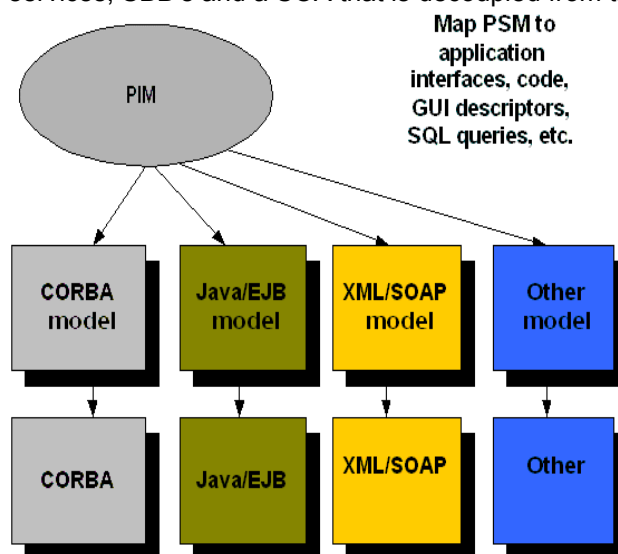 Map PSM to
application
interfaces, code,
GUI descriptors,
SQL queries, etc.
PIM
CORBA
model
Java/EJB
model
XML/SOAP
model
Other
model
CORBA
Java/EJB
XML/SOAP
Other